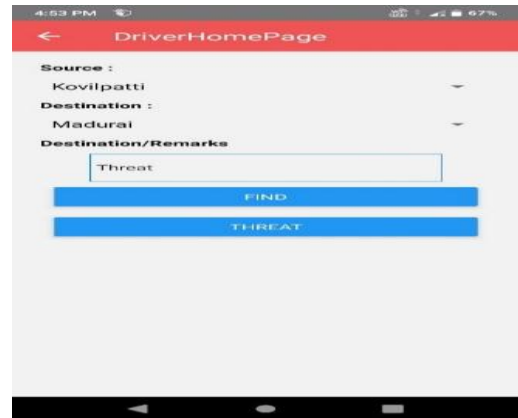 4:53 PM 67%
← DriverHomePage
Source :
Kovilpatti
Destination :
Madurai
Destination/Remarks
Threat
FIND
THREAT